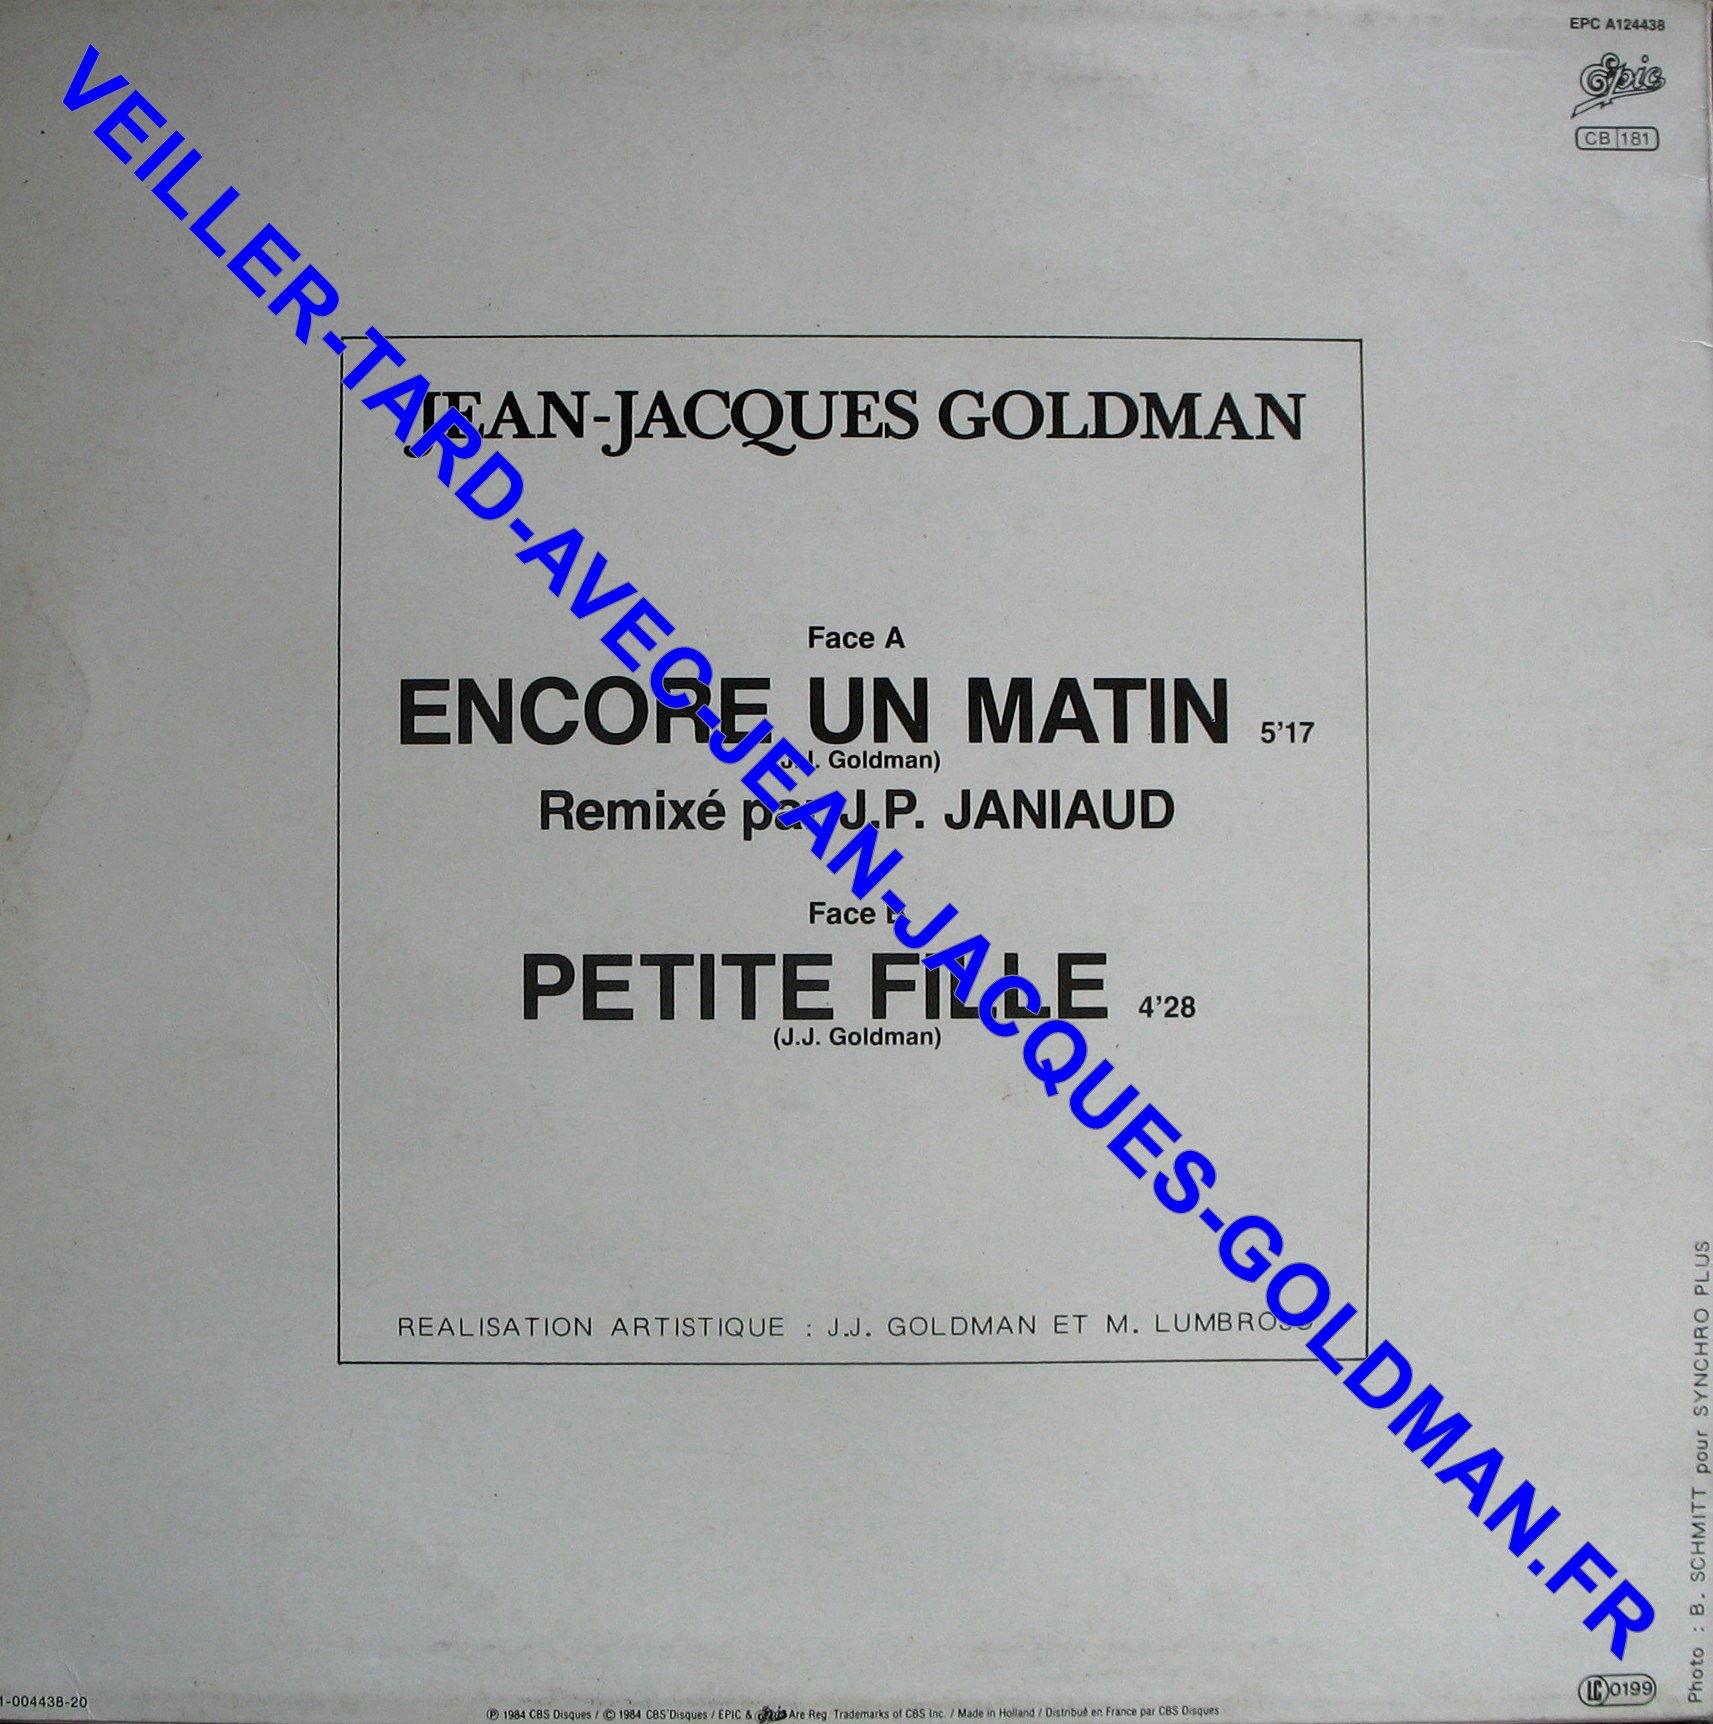 EPC A124438
Epic
CB 181
VEILLER-TARD-AVEC-JEAN-JACQUES-GOLDMAN.FR
JEAN-JACQUES GOLDMAN
Face A
ENCORE UN MATIN 5'17
(J.J. Goldman)
Remixé par J.P. JANIAUD
Face B
PETITE FILLE 4'28
(J.J. Goldman)
REALISATION ARTISTIQUE : J.J. GOLDMAN ET M. LUMBROSO
Photo : B. SCHMITT pour SYNCHRO PLUS
LC 0199
1-004438-20
℗ 1984 CBS Disques / © 1984 CBS Disques / EPIC & Epic Are Reg. Trademarks of CBS Inc. / Made in Holland / Distribué en France par CBS Disques